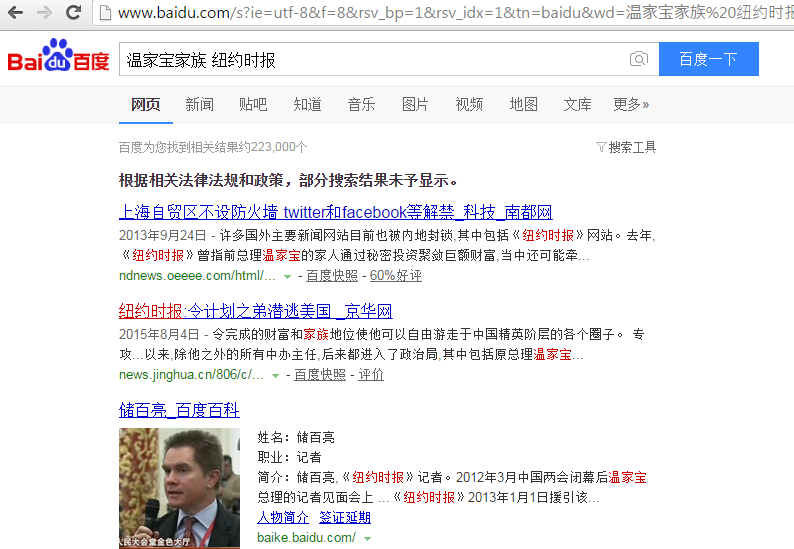 www.baidu.com/s?ie=utf-8&f=8&rsv_bp=1&rsv_idx=1&tn=baidu&wd=温家宝家族%20纽约时报
Bai du 百度
温家宝家族 纽约时报
百度一下
网页 新闻 贴吧 知道 音乐 图片 视频 地图 文库 更多»
百度为您找到相关结果约223,000个
搜索工具
根据相关法律法规和政策，部分搜索结果未予显示。
上海自贸区不设防火墙 twitter和facebook等解禁_科技_南都网
2013年9月24日 - 许多国外主要新闻网站目前也被内地封锁,其中包括《纽约时报》网站。去年,
《纽约时报》曾指前总理温家宝的家人通过秘密投资聚敛巨额财富,当中还可能牵...
ndnews.oeeee.com/html/... - 百度快照 - 60%好评
纽约时报:令计划之弟潜逃美国 _京华网
2015年8月4日 - 令完成的财富和家族地位使他可以自由游走于中国精英阶层的各个圈子。 专
攻...以来,除他之外的所有中办主任,后来都进入了政治局,其中包括原总理温家宝...
news.jinghua.cn/806/c/... - 百度快照 - 评价
储百亮_百度百科
姓名：储百亮
职业：记者
简介：储百亮,《纽约时报》记者。2012年3月中国两会闭幕后温家宝
总理的记者见面会上 ...《纽约时报》2013年1月1日援引该...
人物简介 签证延期
baike.baidu.com/
人民大会堂金色大厅